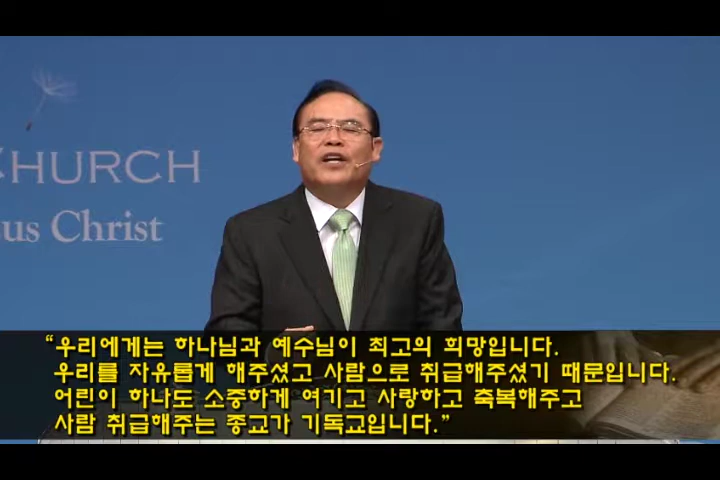 CHURCH
us Christ
“우리에게는 하나님과 예수님이 최고의 희망입니다.
우리를 자유롭게 해주셨고 사람으로 취급해주셨기 때문입니다.
어린이 하나도 소중하게 여기고 사랑하고 축복해주고
사람 취급해주는 종교가 기독교입니다.”